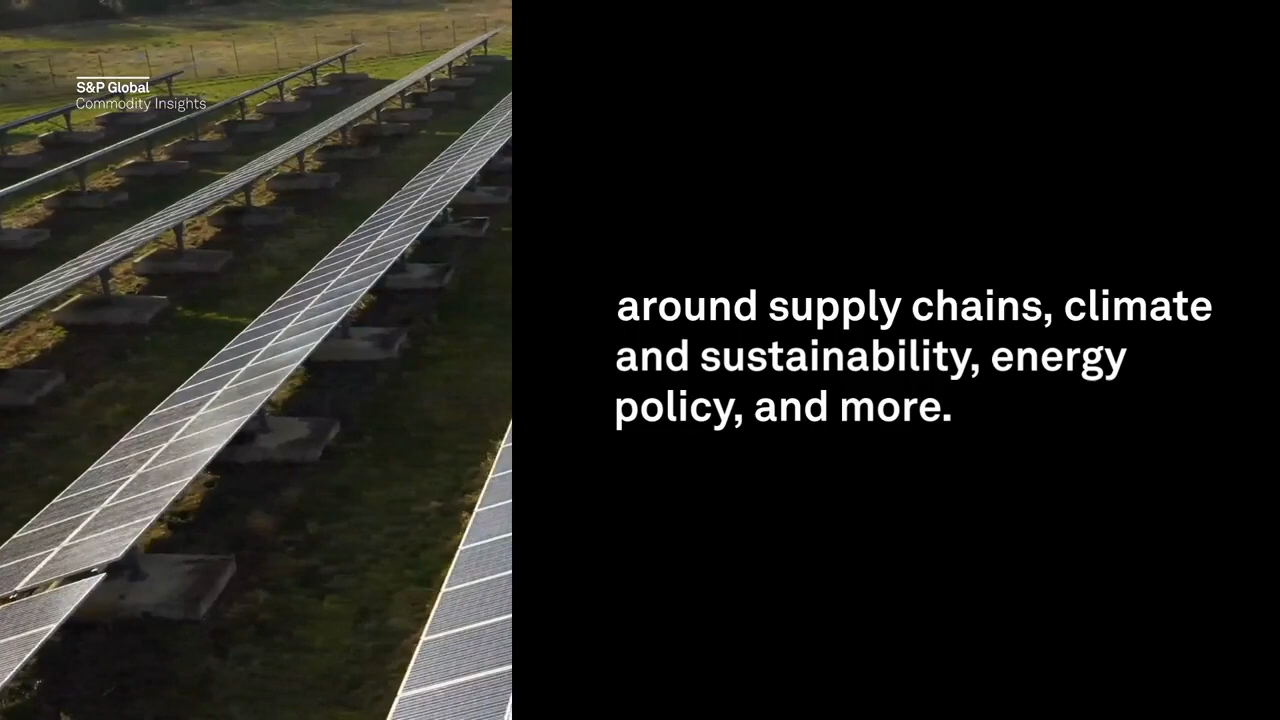 S&P Global
Commodity Insights
around supply chains, climate
and sustainability, energy
policy, and more.